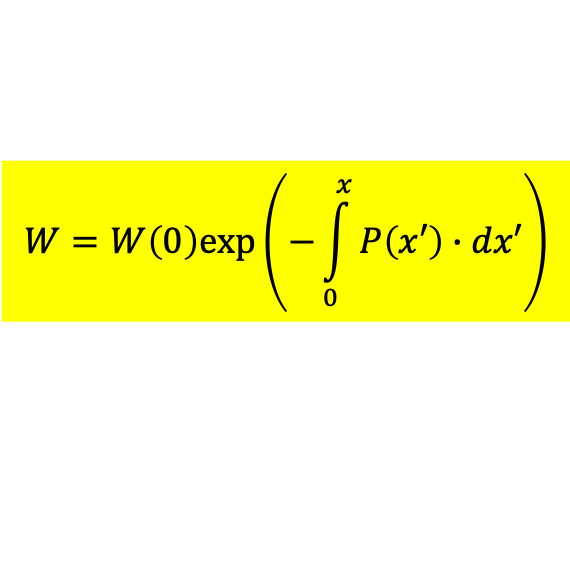 W = W(0)exp(−∫₀ˣ P(x′) · dx′)